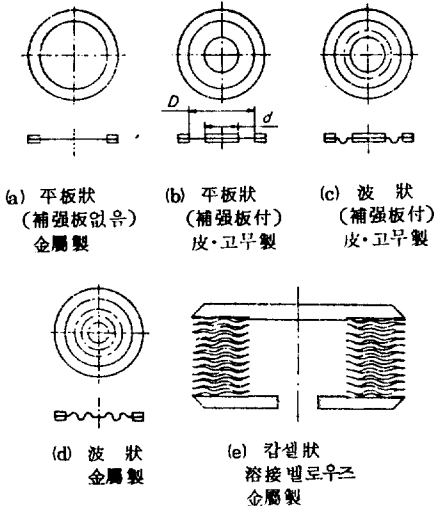 D
d
(a) 平板狀
(補强板없음)
金屬製
(b) 平板狀
(補强板付)
皮·고무製
(c) 波 狀
(補强板付)
皮·고무製
(d) 波 狀
金屬製
(e) 캅셀狀
溶接벨로우즈
金屬製